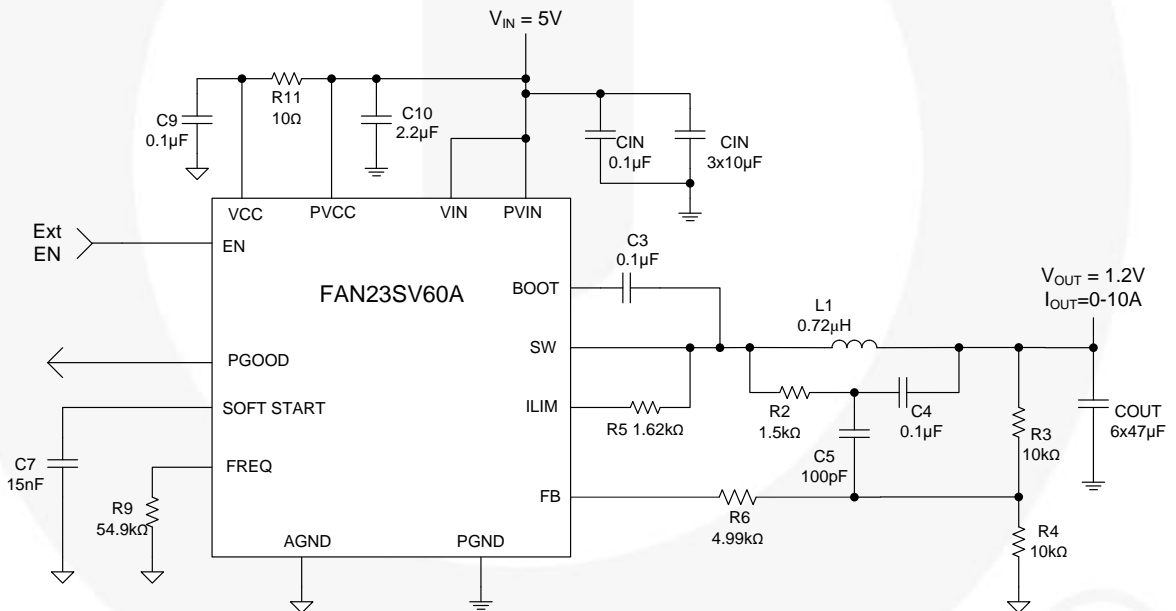 V_IN = 5V
C9
0.1µF
R11
10Ω
C10
2.2µF
CIN
0.1µF
CIN
3x10µF
VCC
PVCC
VIN
PVIN
Ext
EN
EN
FAN23SV60A
BOOT
C3
0.1µF
V_OUT = 1.2V
I_OUT=0-10A
L1
0.72µH
PGOOD
SW
SOFT START
ILIM
R5 1.62kΩ
R2
1.5kΩ
C4
0.1µF
COUT
6x47µF
R3
10kΩ
C5
100pF
C7
15nF
FREQ
FB
R9
54.9kΩ
R6
4.99kΩ
R4
10kΩ
AGND
PGND